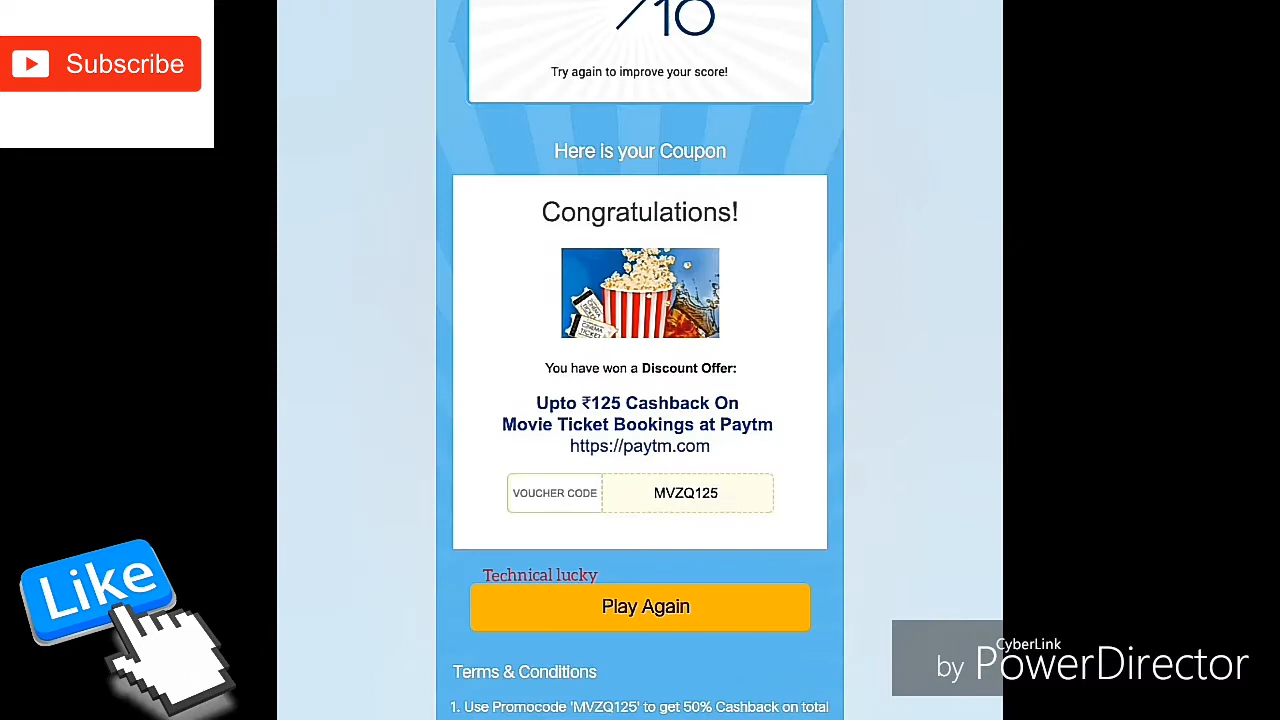 Subscribe
/10
Try again to improve your score!
Here is your Coupon
Congratulations!
CINEMA TICKET
You have won a Discount Offer:
Upto ₹125 Cashback On
Movie Ticket Bookings at Paytm
https://paytm.com
VOUCHER CODE
MVZQ125
Technical lucky
Play Again
Like
Terms & Conditions
1. Use Promocode 'MVZQ125' to get 50% Cashback on total
CyberLink
by PowerDirector